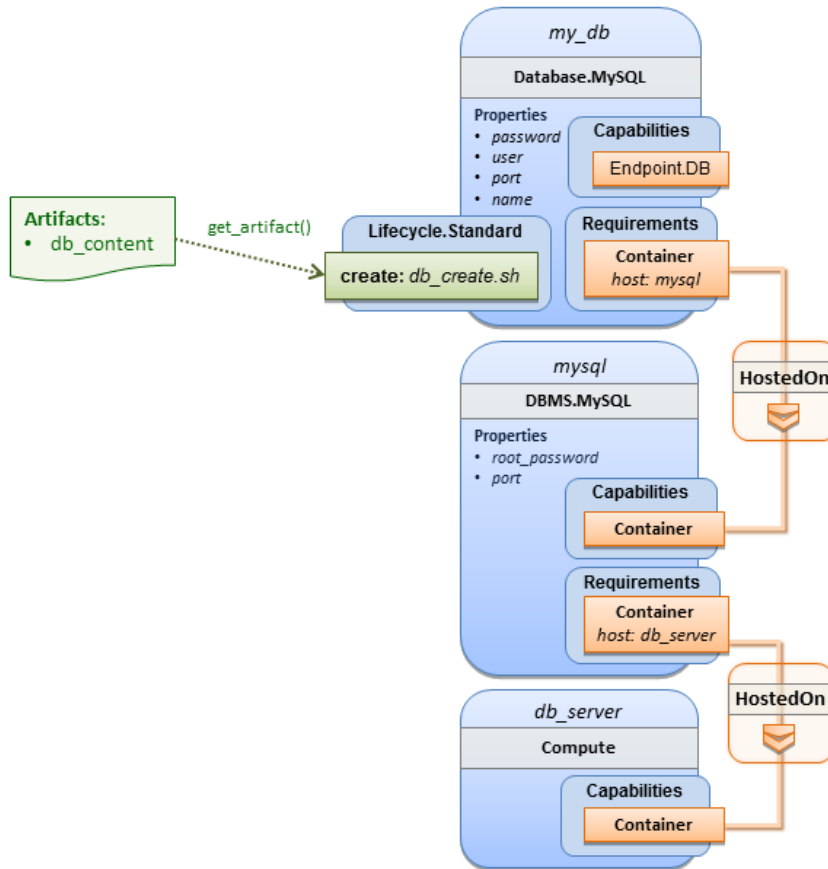 my_db
Database.MySQL
Properties
• password
• user
• port
• name
Capabilities
Endpoint.DB
Requirements
Container
host: mysql
Artifacts:
• db_content
get_artifact()
Lifecycle.Standard
create: db_create.sh
HostedOn
mysql
DBMS.MySQL
Properties
• root_password
• port
Capabilities
Container
Requirements
Container
host: db_server
HostedOn
db_server
Compute
Capabilities
Container